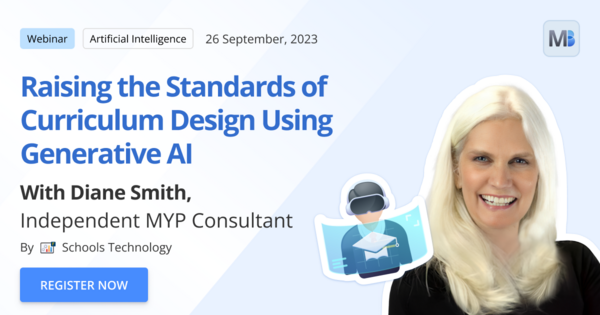 Webinar Artificial Intelligence 26 September, 2023
MB
Raising the Standards of
Curriculum Design Using
Generative AI
With Diane Smith,
Independent MYP Consultant
By Schools Technology
REGISTER NOW